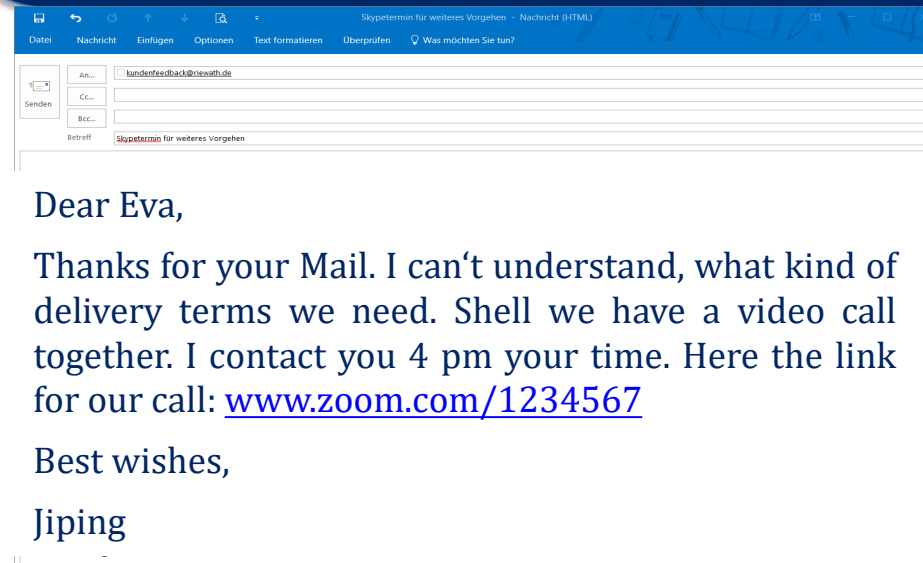 Skypetermin für weiteres Vorgehen - Nachricht (HTML)
Datei Nachricht Einfügen Optionen Text formatieren Überprüfen Was möchten Sie tun?
An... kundenfeedback@riewath.de
Senden
Cc...
Bcc...
Betreff Skypetermin für weiteres Vorgehen
Dear Eva,
Thanks for your Mail. I can‘t understand, what kind of
delivery terms we need. Shell we have a video call
together. I contact you 4 pm your time. Here the link
for our call: www.zoom.com/1234567
Best wishes,
Jiping